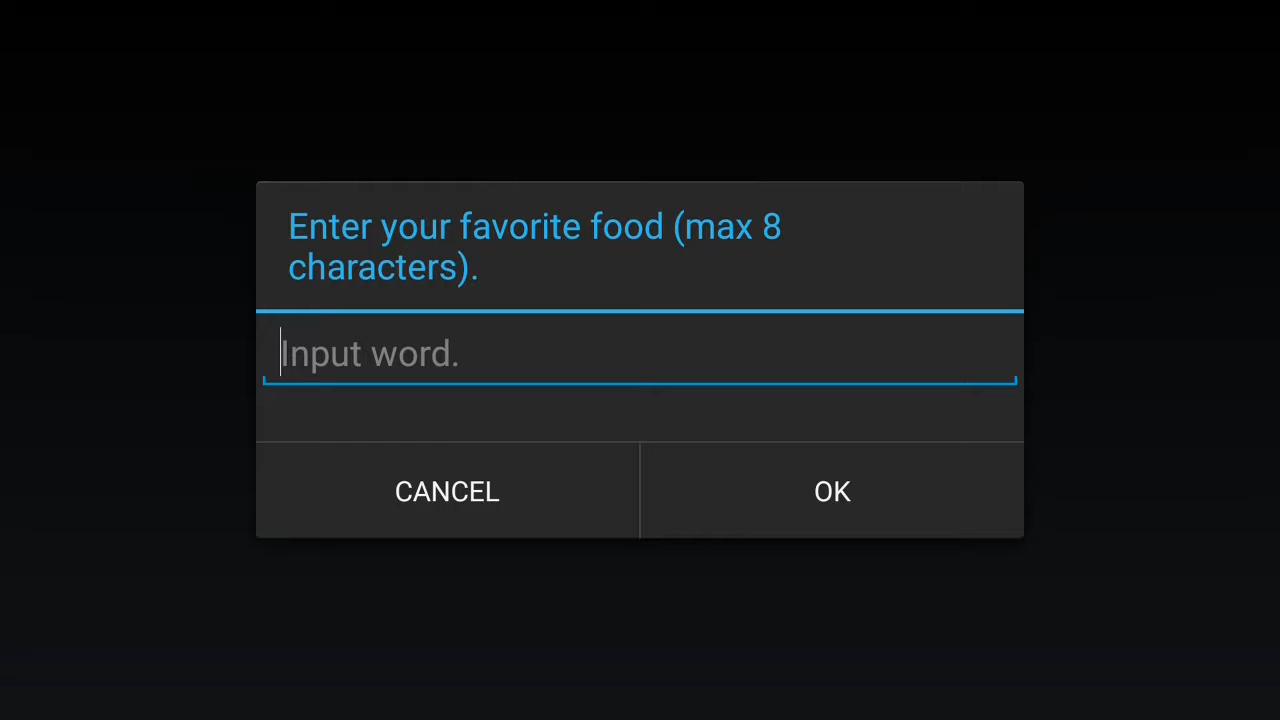 Enter your favorite food (max 8
characters).
Input word.
CANCEL
OK